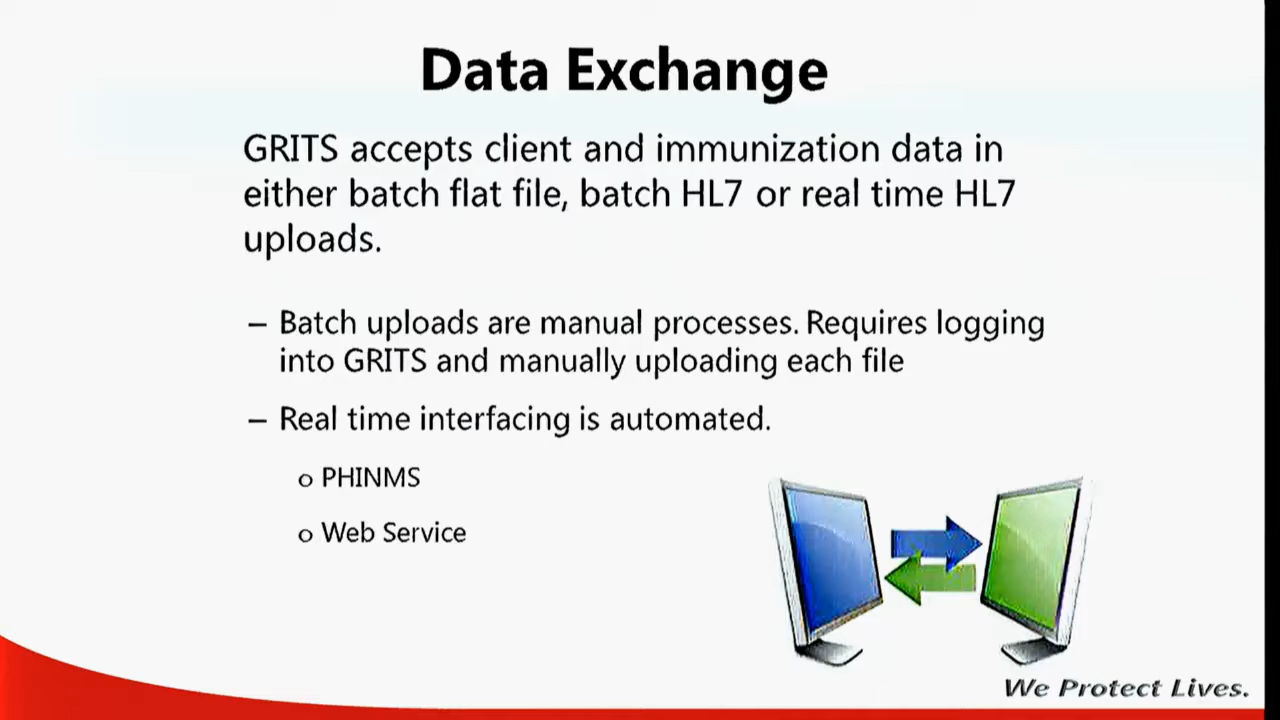 Data Exchange
GRITS accepts client and immunization data in
either batch flat file, batch HL7 or real time HL7
uploads.
– Batch uploads are manual processes. Requires logging
into GRITS and manually uploading each file
– Real time interfacing is automated.
o PHINMS
o Web Service
We Protect Lives.